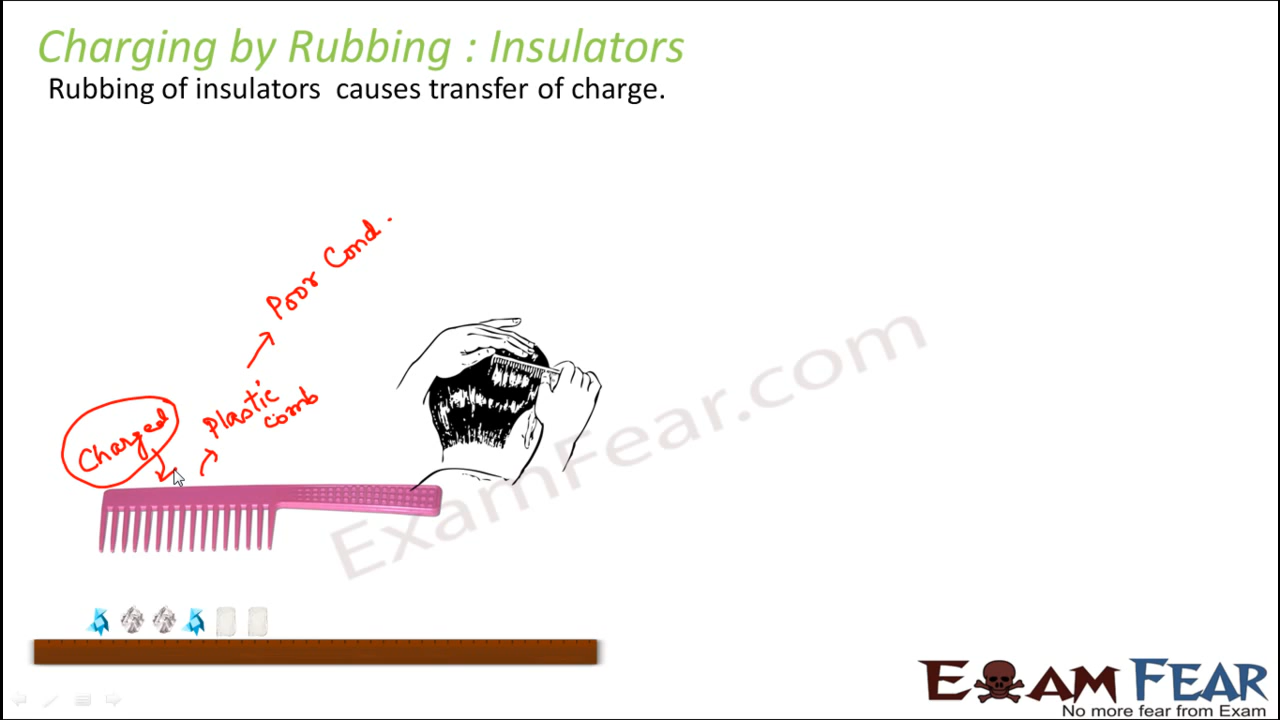 Charging by Rubbing : Insulators
Rubbing of insulators causes transfer of charge.
Poor Cond.
Plastic
comb
Charged
ExamFear.com
EXAM FEAR
No more fear from Exam